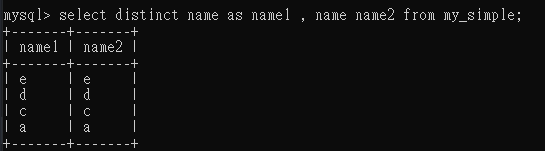 mysql> select distinct name as name1 , name name2 from my_simple;
+-------+-------+
| name1 | name2 |
+-------+-------+
| e     | e     |
| d     | d     |
| c     | c     |
| a     | a     |
+-------+-------+